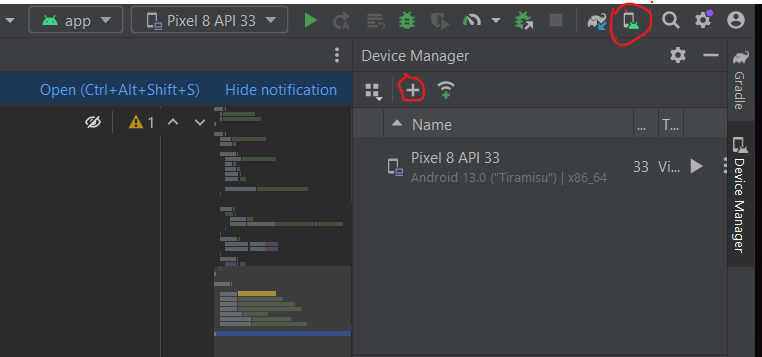 app
Pixel 8 API 33
Device Manager
Open (Ctrl+Alt+Shift+S)
Hide notification
1
Name
...
T...
Pixel 8 API 33
Android 13.0 ("Tiramisu") | x86_64
33
Vi...
Gradle
Device Manager